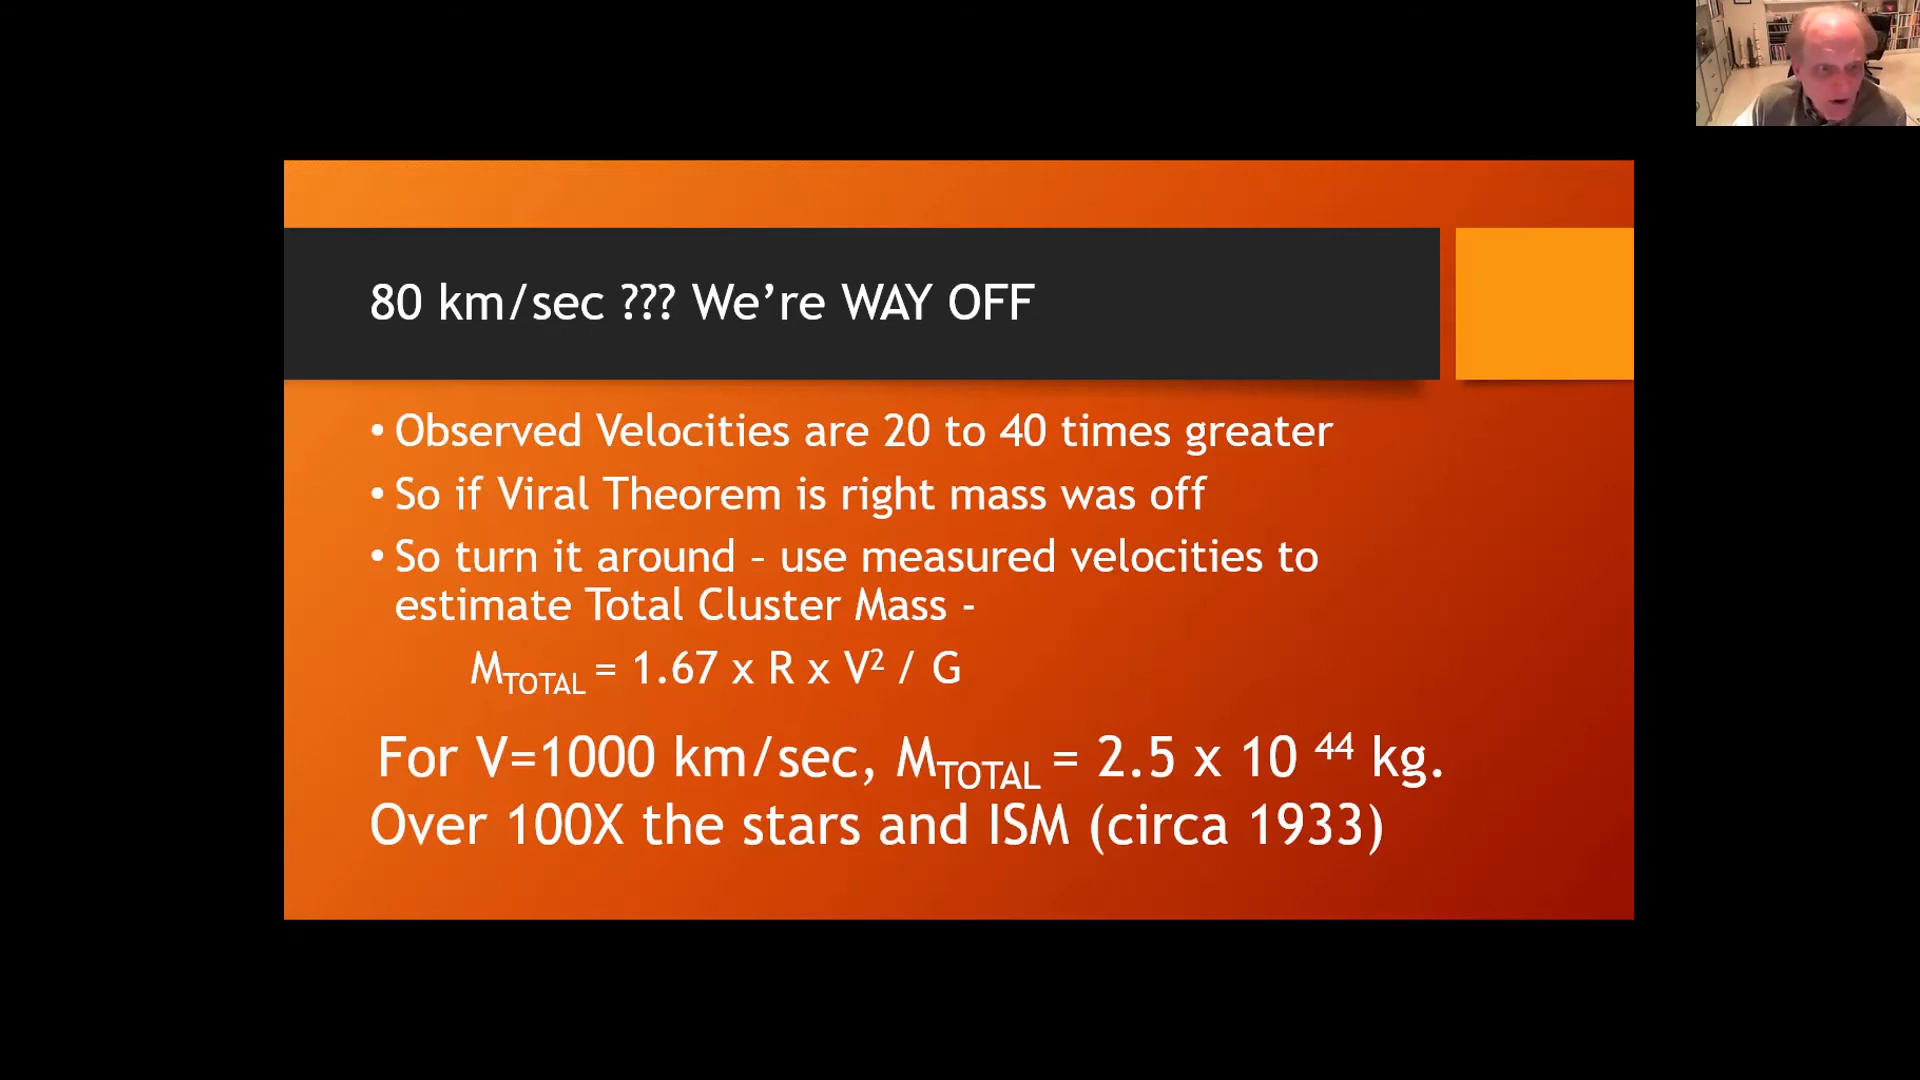 80 km/sec ??? We’re WAY OFF
• Observed Velocities are 20 to 40 times greater
• So if Viral Theorem is right mass was off
• So turn it around – use measured velocities to
estimate Total Cluster Mass -
M_TOTAL = 1.67 x R x V² / G
For V=1000 km/sec, M_TOTAL = 2.5 x 10 ⁴⁴ kg.
Over 100X the stars and ISM (circa 1933)